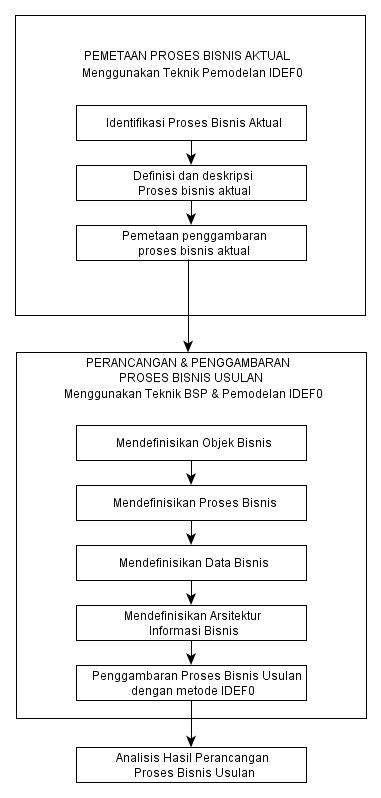 PEMETAAN PROSES BISNIS AKTUAL
Menggunakan Teknik Pemodelan IDEF0
Identifikasi Proses Bisnis Aktual
Definisi dan deskripsi
Proses bisnis aktual
Pemetaan penggambaran
proses bisnis aktual
PERANCANGAN & PENGGAMBARAN
PROSES BISNIS USULAN
Menggunakan Teknik BSP & Pemodelan IDEF0
Mendefinisikan Objek Bisnis
Mendefinisikan Proses Bisnis
Mendefinisikan Data Bisnis
Mendefinisikan Arsitektur
Informasi Bisnis
Penggambaran Proses Bisnis Usulan
dengan metode IDEF0
Analisis Hasil Perancangan
Proses Bisnis Usulan